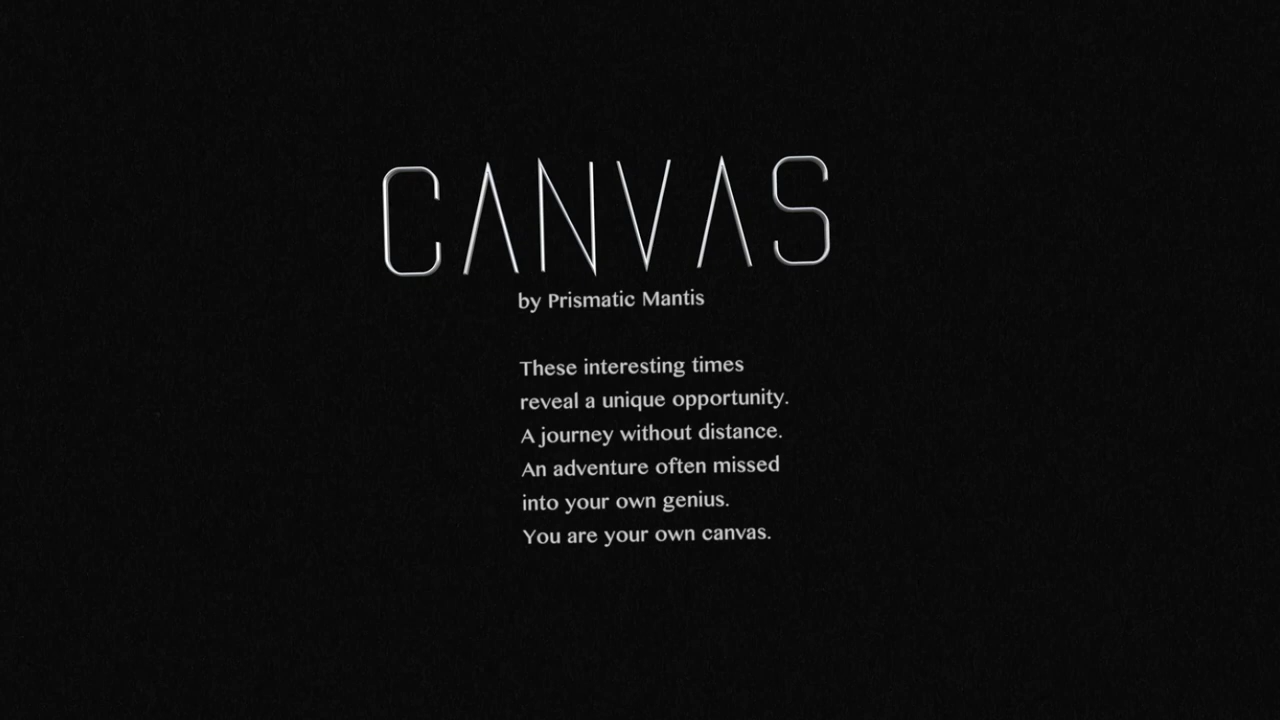 CANVAS
by Prismatic Mantis
These interesting times
reveal a unique opportunity.
A journey without distance.
An adventure often missed
into your own genius.
You are your own canvas.